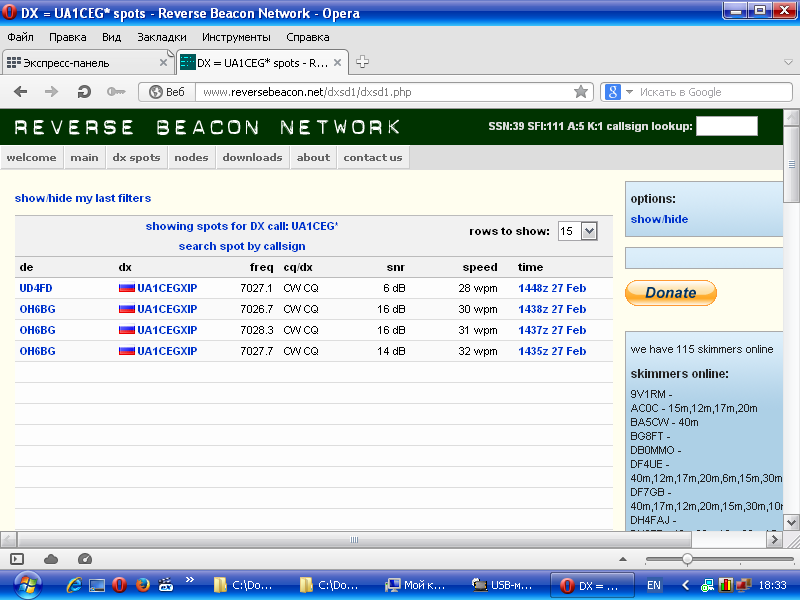 DX = UA1CEG* spots - Reverse Beacon Network - Opera
Файл Правка Вид Закладки Инструменты Справка
Экспресс-панель
DX = UA1CEG* spots - R...
Веб
www.reversebeacon.net/dxsd1/dxsd1.php
Искать в Google
REVERSE BEACON NETWORK
SSN:39 SFI:111 A:5 K:1 callsign lookup:
welcome main dx spots nodes downloads about contact us
show/hide my last filters
showing spots for DX call: UA1CEG*
search spot by callsign
rows to show: 15
de dx freq cq/dx snr speed time
UD4FD UA1CEGXIP 7027.1 CW CQ 6 dB 28 wpm 1448z 27 Feb
OH6BG UA1CEGXIP 7026.7 CW CQ 16 dB 30 wpm 1438z 27 Feb
OH6BG UA1CEGXIP 7028.3 CW CQ 16 dB 31 wpm 1437z 27 Feb
OH6BG UA1CEGXIP 7027.7 CW CQ 14 dB 32 wpm 1435z 27 Feb
options:
show/hide
Donate
we have 115 skimmers online
skimmers online:
9V1RM -
AC0C - 15m,12m,17m,20m
BA5CW - 40m
BG8FT -
DB0MMO -
DF4UE -
40m,12m,17m,20m,6m,15m,30m
DF7GB -
40m,17m,12m,20m,15m,30m,10m
DH4FAJ -
C:\Do... C:\Do... Мой к... USB-м... DX = ... EN 18:33